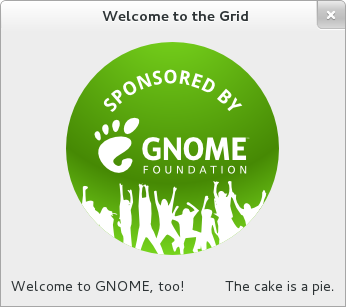 Welcome to the Grid
SPONSORED BY
GNOME
FOUNDATION
Welcome to GNOME, too!
The cake is a pie.